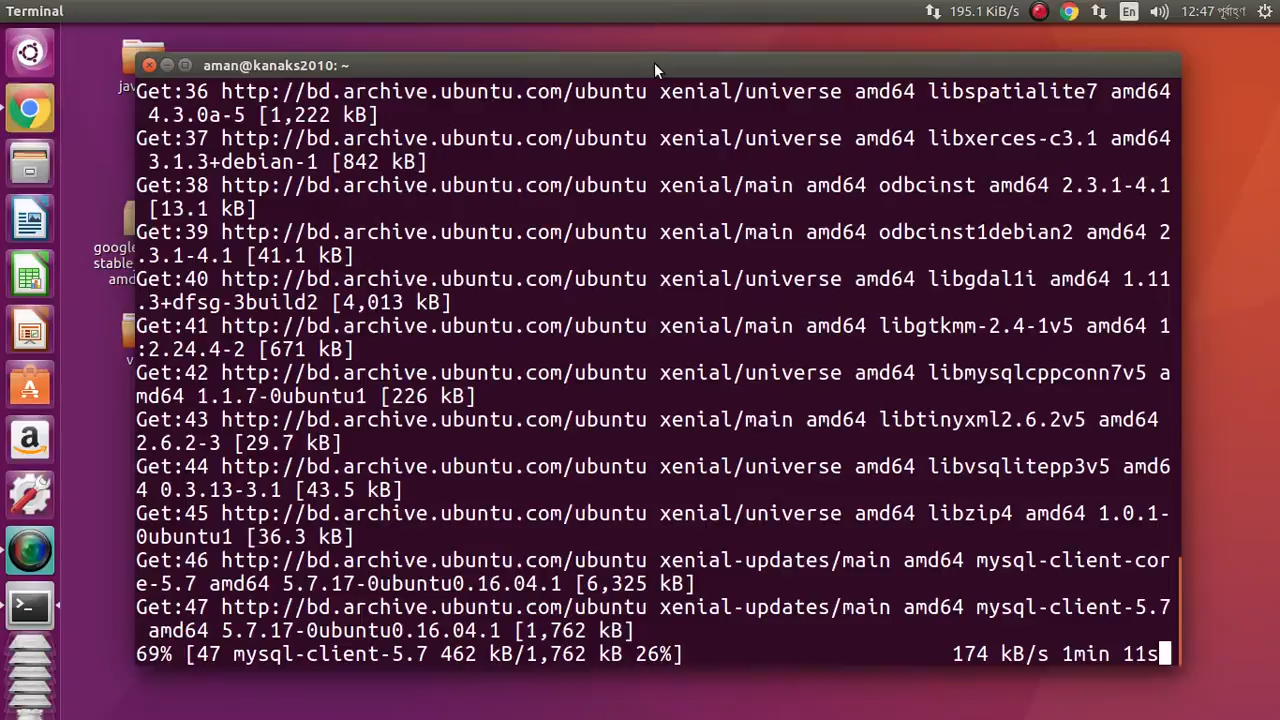 Terminal
195.1 KiB/s
En
12:47 পূর্বাহ্ণ
jav
google
stable
amd
v
aman@kanaks2010: ~
Get:36 http://bd.archive.ubuntu.com/ubuntu xenial/universe amd64 libspatialite7 amd64
4.3.0a-5 [1,222 kB]
Get:37 http://bd.archive.ubuntu.com/ubuntu xenial/universe amd64 libxerces-c3.1 amd64
3.1.3+debian-1 [842 kB]
Get:38 http://bd.archive.ubuntu.com/ubuntu xenial/main amd64 odbcinst amd64 2.3.1-4.1
[13.1 kB]
Get:39 http://bd.archive.ubuntu.com/ubuntu xenial/main amd64 odbcinst1debian2 amd64 2
.3.1-4.1 [41.1 kB]
Get:40 http://bd.archive.ubuntu.com/ubuntu xenial/universe amd64 libgdal1i amd64 1.11
.3+dfsg-3build2 [4,013 kB]
Get:41 http://bd.archive.ubuntu.com/ubuntu xenial/main amd64 libgtkmm-2.4-1v5 amd64 1
:2.24.4-2 [671 kB]
Get:42 http://bd.archive.ubuntu.com/ubuntu xenial/universe amd64 libmysqlcppconn7v5 a
md64 1.1.7-0ubuntu1 [226 kB]
Get:43 http://bd.archive.ubuntu.com/ubuntu xenial/main amd64 libtinyxml2.6.2v5 amd64
2.6.2-3 [29.7 kB]
Get:44 http://bd.archive.ubuntu.com/ubuntu xenial/universe amd64 libvsqlitepp3v5 amd6
4 0.3.13-3.1 [43.5 kB]
Get:45 http://bd.archive.ubuntu.com/ubuntu xenial/universe amd64 libzip4 amd64 1.0.1-
0ubuntu1 [36.3 kB]
Get:46 http://bd.archive.ubuntu.com/ubuntu xenial-updates/main amd64 mysql-client-cor
e-5.7 amd64 5.7.17-0ubuntu0.16.04.1 [6,325 kB]
Get:47 http://bd.archive.ubuntu.com/ubuntu xenial-updates/main amd64 mysql-client-5.7
amd64 5.7.17-0ubuntu0.16.04.1 [1,762 kB]
69% [47 mysql-client-5.7 462 kB/1,762 kB 26%] 174 kB/s 1min 11s